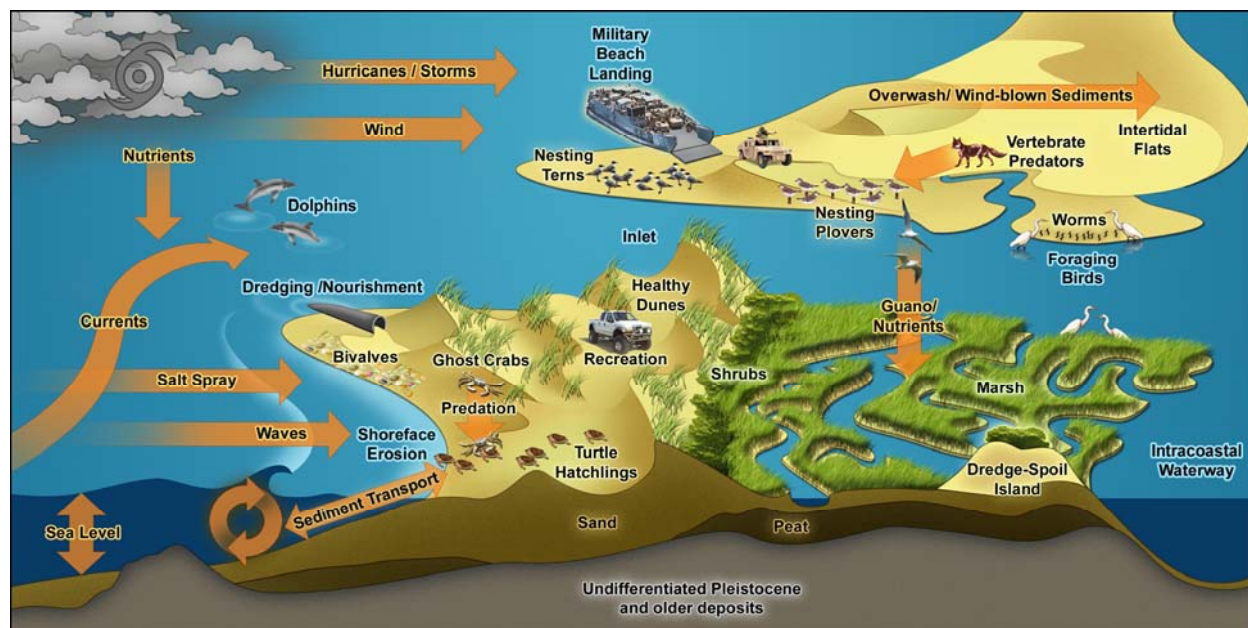 Hurricanes / Storms
Wind
Nutrients
Military
Beach
Landing
Overwash/ Wind-blown Sediments
Intertidal
Flats
Vertebrate
Predators
Nesting
Terns
Nesting
Plovers
Worms
Foraging
Birds
Dolphins
Inlet
Dredging /Nourishment
Healthy
Dunes
Guano/
Nutrients
Currents
Bivalves
Ghost Crabs
Recreation
Shrubs
Marsh
Salt Spray
Predation
Waves
Shoreface
Erosion
Turtle
Hatchlings
Intracoastal
Waterway
Dredge-Spoil
Island
Sediment Transport
Sea Level
Sand
Peat
Undifferentiated Pleistocene
and older deposits